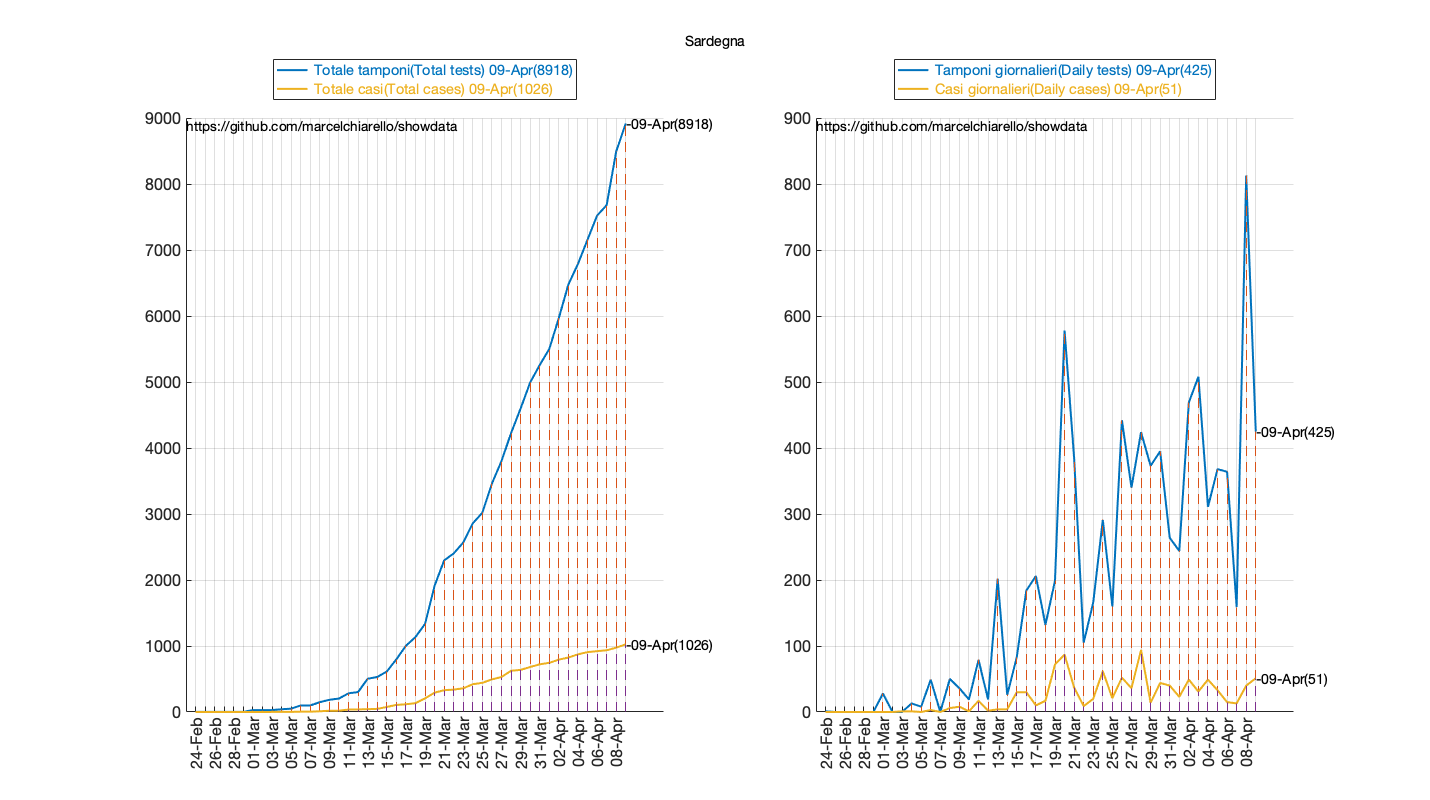 Sardegna
Totale tamponi(Total tests) 09-Apr(8918)
Totale casi(Total cases) 09-Apr(1026)
https://github.com/marcelchiarello/showdata
9000
8000
7000
6000
5000
4000
3000
2000
1000
0
-09-Apr(8918)
-09-Apr(1026)
24-Feb
26-Feb
28-Feb
01-Mar
03-Mar
05-Mar
07-Mar
09-Mar
11-Mar
13-Mar
15-Mar
17-Mar
19-Mar
21-Mar
23-Mar
25-Mar
27-Mar
29-Mar
31-Mar
02-Apr
04-Apr
06-Apr
08-Apr
Tamponi giornalieri(Daily tests) 09-Apr(425)
Casi giornalieri(Daily cases) 09-Apr(51)
https://github.com/marcelchiarello/showdata
900
800
700
600
500
400
300
200
100
0
-09-Apr(425)
-09-Apr(51)
24-Feb
26-Feb
28-Feb
01-Mar
03-Mar
05-Mar
07-Mar
09-Mar
11-Mar
13-Mar
15-Mar
17-Mar
19-Mar
21-Mar
23-Mar
25-Mar
27-Mar
29-Mar
31-Mar
02-Apr
04-Apr
06-Apr
08-Apr